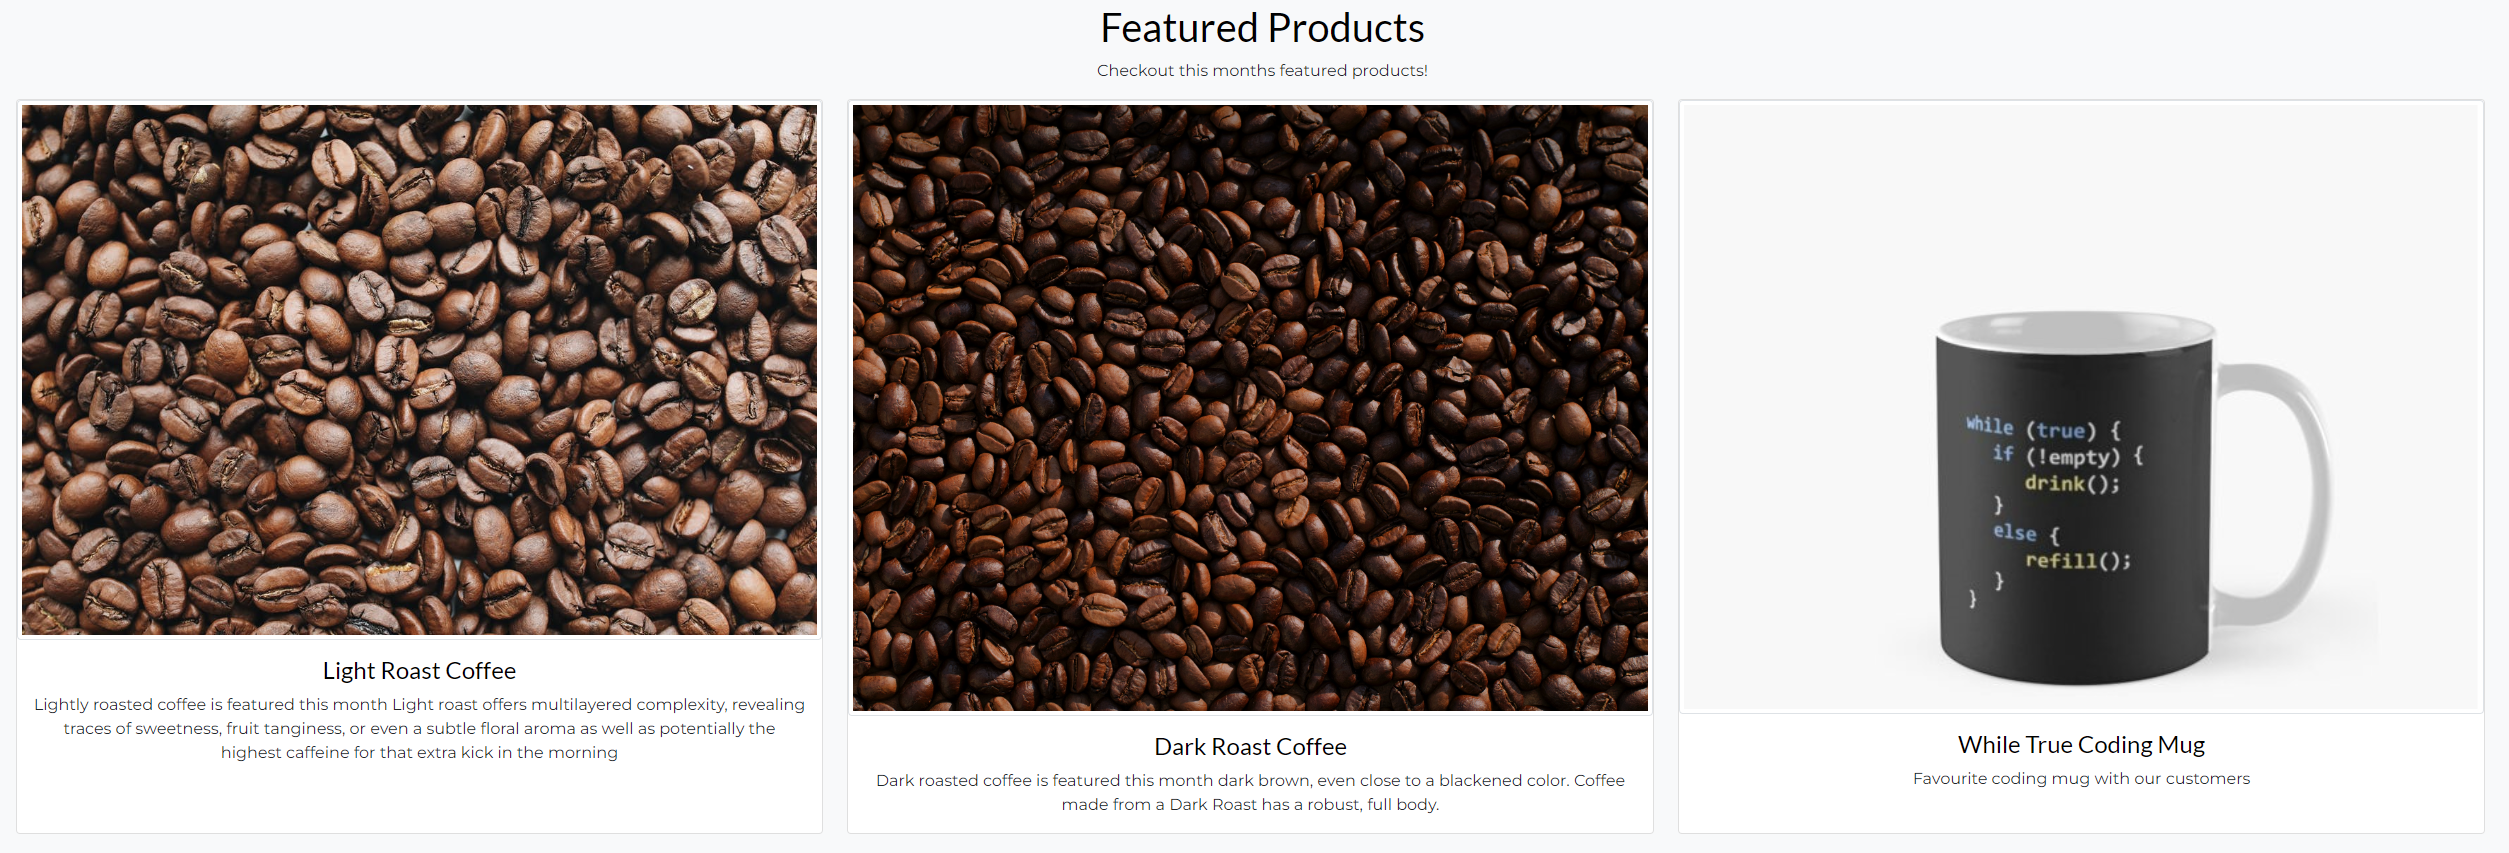 Featured Products
Checkout this months featured products!
while (true) {
if (!empty) {
drink();
}
else {
refill();
}
}
Light Roast Coffee
Lightly roasted coffee is featured this month Light roast offers multilayered complexity, revealing
traces of sweetness, fruit tanginess, or even a subtle floral aroma as well as potentially the
highest caffeine for that extra kick in the morning
Dark Roast Coffee
Dark roasted coffee is featured this month dark brown, even close to a blackened color. Coffee
made from a Dark Roast has a robust, full body.
While True Coding Mug
Favourite coding mug with our customers